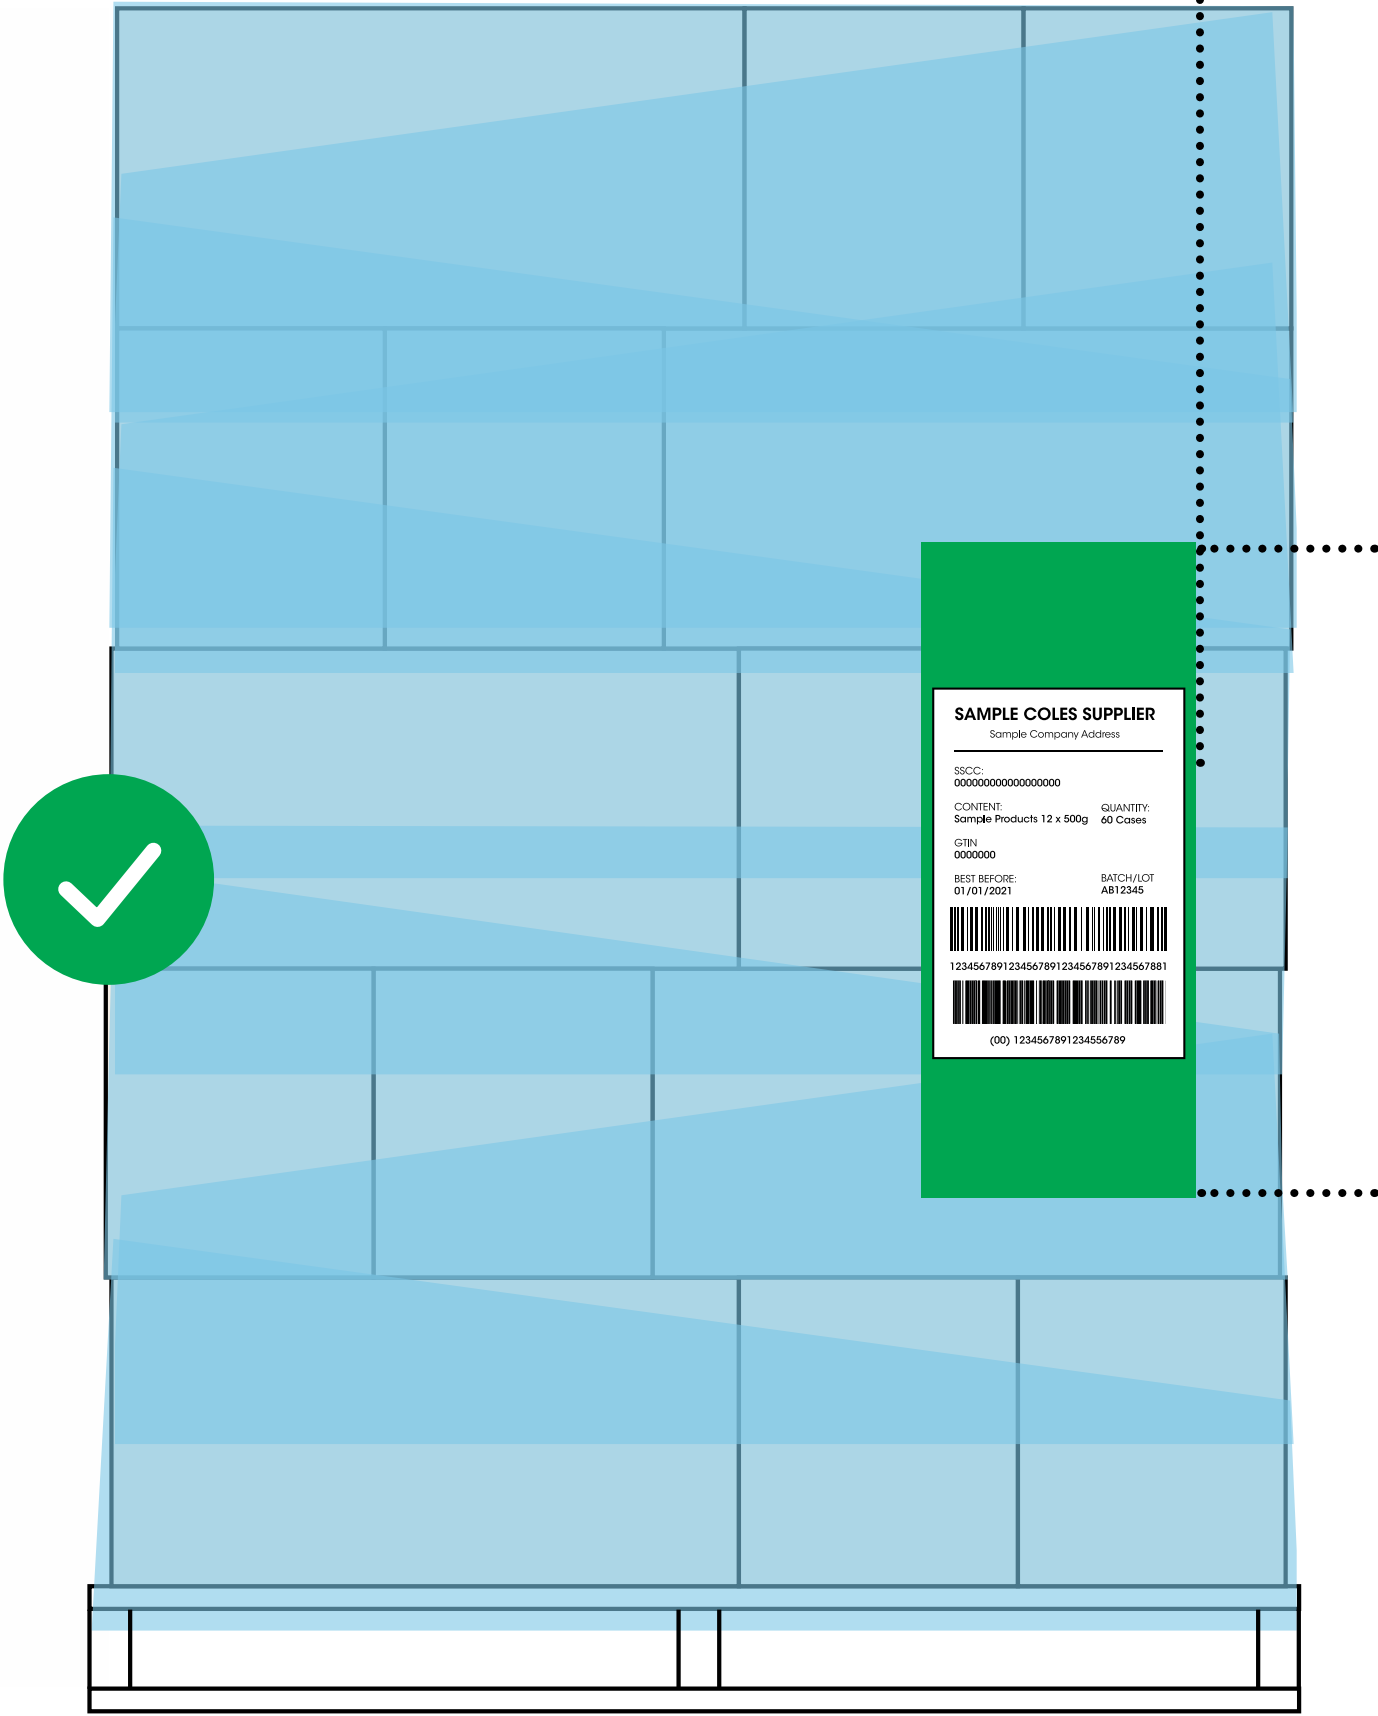 SAMPLE COLES SUPPLIER
Sample Company Address
SSCC:
000000000000000000
CONTENT: QUANTITY:
Sample Products 12 x 500g 60 Cases
GTIN
0000000
BEST BEFORE: BATCH/LOT
01/01/2021 AB12345
1234567891234567891234567891234567881
(00) 1234567891234556789